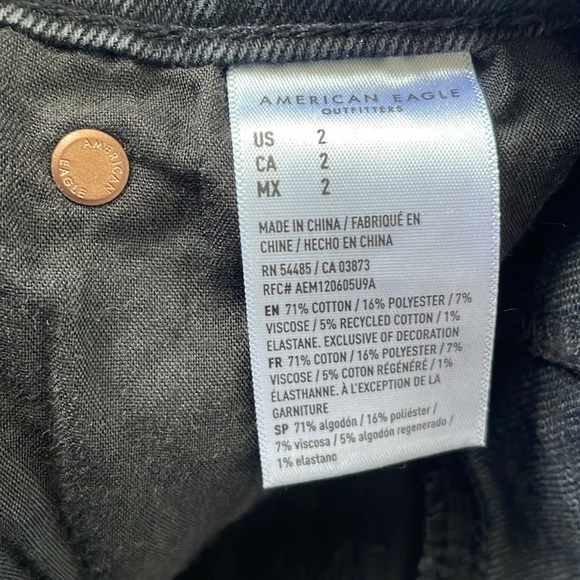 AMERICAN EAGLE
OUTFITTERS
US 2
CA 2
MX 2
MADE IN CHINA / FABRIQUÉ EN
CHINE / HECHO EN CHINA
RN 54485 / CA 03873
RFC# AEM120605U9A
EN 71% COTTON / 16% POLYESTER / 7%
VISCOSE / 5% RECYCLED COTTON / 1%
ELASTANE. EXCLUSIVE OF DECORATION
FR 71% COTON / 16% POLYESTER / 7%
VISCOSE / 5% COTON RÉGÉNÉRÉ / 1%
ÉLASTHANNE. À L'EXCEPTION DE LA
GARNITURE
SP 71% algodón / 16% poliéster /
7% viscosa / 5% algodón regenerado /
1% elastano
AMERICAN
EAGLE